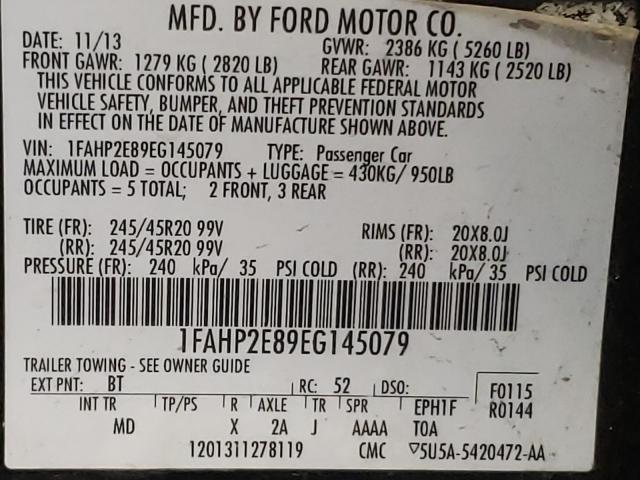 MFD. BY FORD MOTOR CO.
DATE: 11/13 GVWR: 2386 KG ( 5260 LB)
FRONT GAWR: 1279 KG ( 2820 LB) REAR GAWR: 1143 KG ( 2520 LB)
THIS VEHICLE CONFORMS TO ALL APPLICABLE FEDERAL MOTOR
VEHICLE SAFETY, BUMPER, AND THEFT PREVENTION STANDARDS
IN EFFECT ON THE DATE OF MANUFACTURE SHOWN ABOVE.
VIN: 1FAHP2E89EG145079 TYPE: Passenger Car
MAXIMUM LOAD = OCCUPANTS + LUGGAGE = 430KG/ 950LB
OCCUPANTS = 5 TOTAL; 2 FRONT, 3 REAR
TIRE (FR): 245/45R20 99V RIMS (FR): 20X8.0J
(RR): 245/45R20 99V (RR): 20X8.0J
PRESSURE (FR): 240 kPa/ 35 PSI COLD (RR): 240 kPa/ 35 PSI COLD
1FAHP2E89EG145079
TRAILER TOWING - SEE OWNER GUIDE
EXT PNT: BT RC: 52 DSO: F0115
INT TR TP/PS R AXLE TR SPR EPH1F R0144
MD X 2A J AAAA TOA
1201311278119 CMC ▽5U5A-5420472-AA